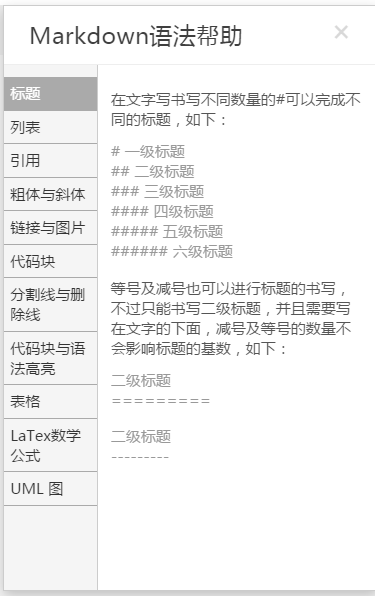 Markdown语法帮助
×
标题
列表
引用
粗体与斜体
链接与图片
代码块
分割线与删
除线
代码块与语
法高亮
表格
LaTex数学
公式
UML 图
在文字写书写不同数量的#可以完成不
同的标题，如下：
# 一级标题
## 二级标题
### 三级标题
#### 四级标题
##### 五级标题
###### 六级标题
等号及减号也可以进行标题的书写，
不过只能书写二级标题，并且需要写
在文字的下面，减号及等号的数量不
会影响标题的基数，如下：
二级标题
=========
二级标题
---------